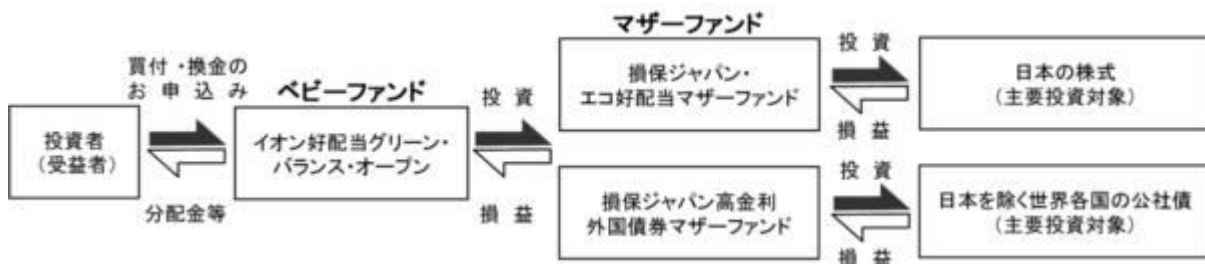 マザーファンド
買付・換金の
お申込み
ベビーファンド
投資
損保ジャパン・
エコ好配当マザーファンド
投資
日本の株式
(主要投資対象)
損益
投資者
(受益者)
イオン好配当グリーン・
バランス・オープン
分配金等
損益
損保ジャパン高金利
外国債券マザーファンド
投資
日本を除く世界各国の公社債
(主要投資対象)
損益